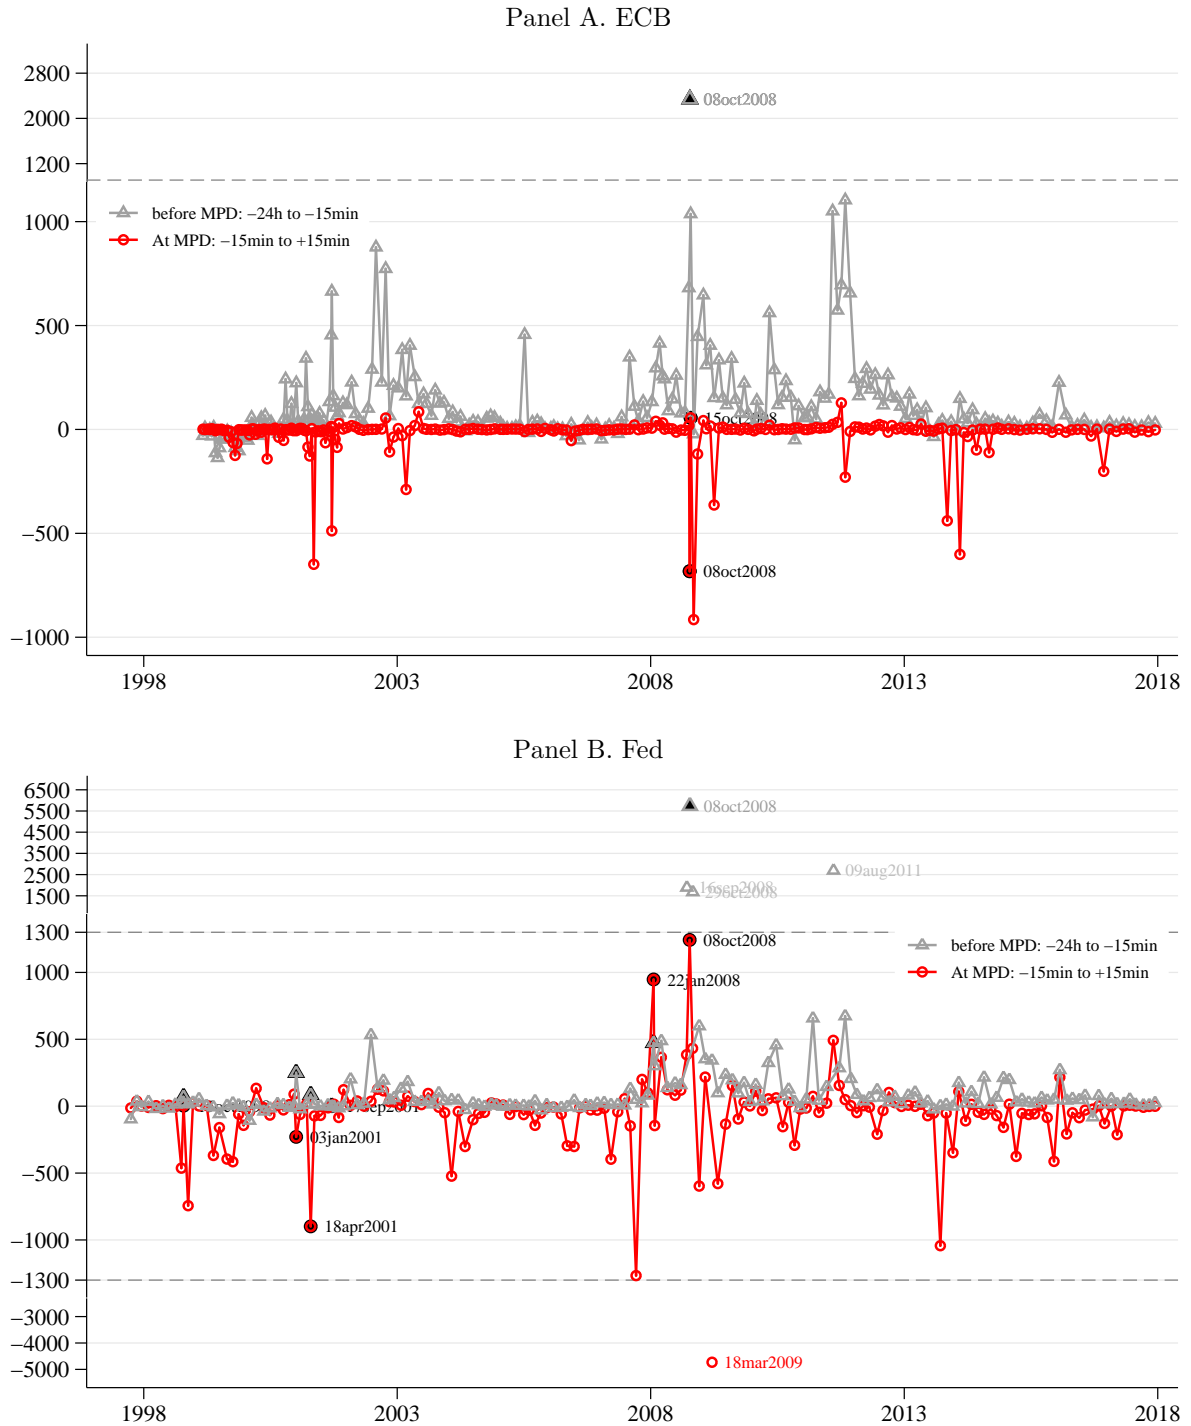 Panel A. ECB
2800
2000
1200
1000
500
0
−500
−1000
08oct2008
before MPD: −24h to −15min
At MPD: −15min to +15min
15oct2008
08oct2008
1998 2003 2008 2013 2018
Panel B. Fed
6500
5500
4500
3500
2500
1500
1300
1000
500
0
−500
−1000
−1300
−3000
−4000
−5000
08oct2008
09aug2011
16sep2008
29oct2008
08oct2008
before MPD: −24h to −15min
At MPD: −15min to +15min
22jan2008
03jan2001
18apr2001
18mar2009
1998 2003 2008 2013 2018